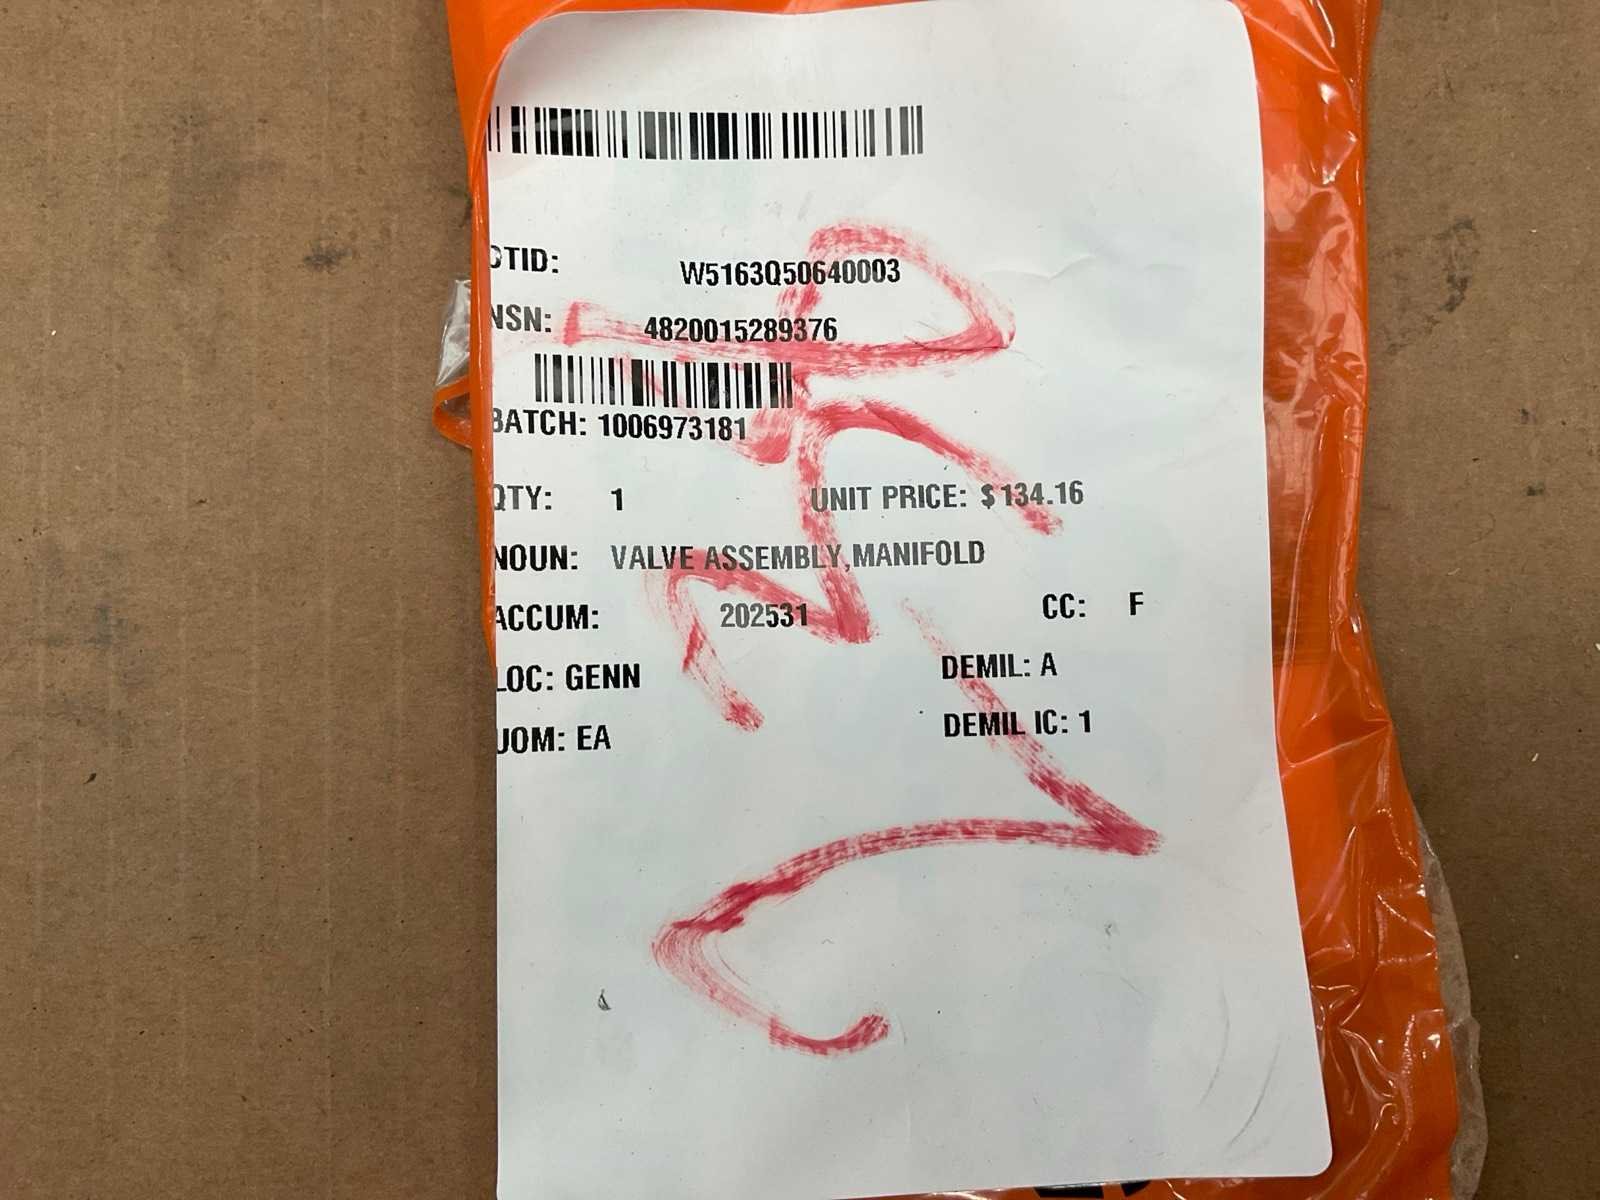 DTID: W5163Q50640003
NSN: 4820015289376
BATCH: 1006973181
QTY: 1 UNIT PRICE: $134.16
NOUN: VALVE ASSEMBLY,MANIFOLD
ACCUM: 202531 CC: F
LOC: GENN DEMIL: A
UOM: EA DEMIL IC: 1